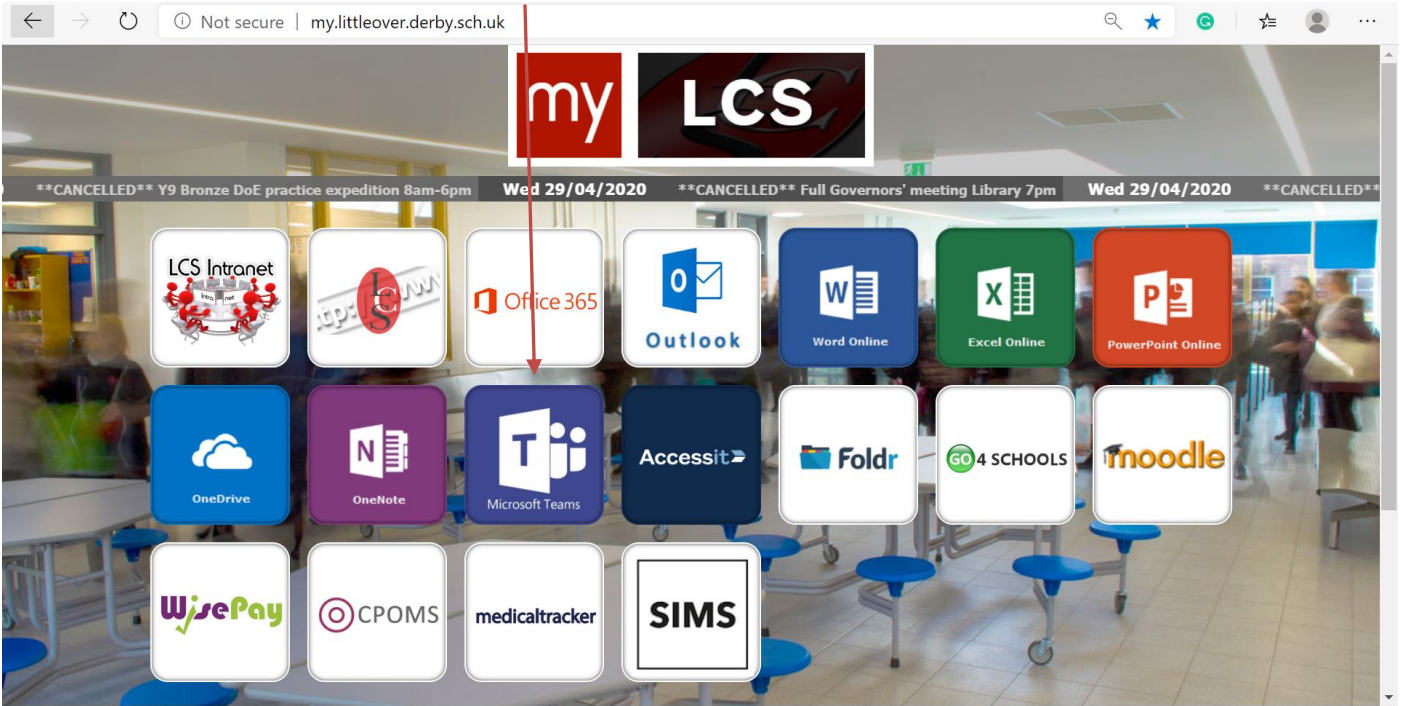 Not secure | my.littleover.derby.sch.uk
my LCS
**CANCELLED** Y9 Bronze DoE practice expedition 8am-6pm Wed 29/04/2020 **CANCELLED** Full Governors' meeting Library 7pm Wed 29/04/2020 **CANCELLED**
LCS Intranet
Intra net
LCS
Office 365
Outlook
Word Online
Excel Online
PowerPoint Online
OneDrive
OneNote
Microsoft Teams
Accessit
Foldr
GO 4 SCHOOLS
moodle
WisePay
CPOMS
medicaltracker
SIMS